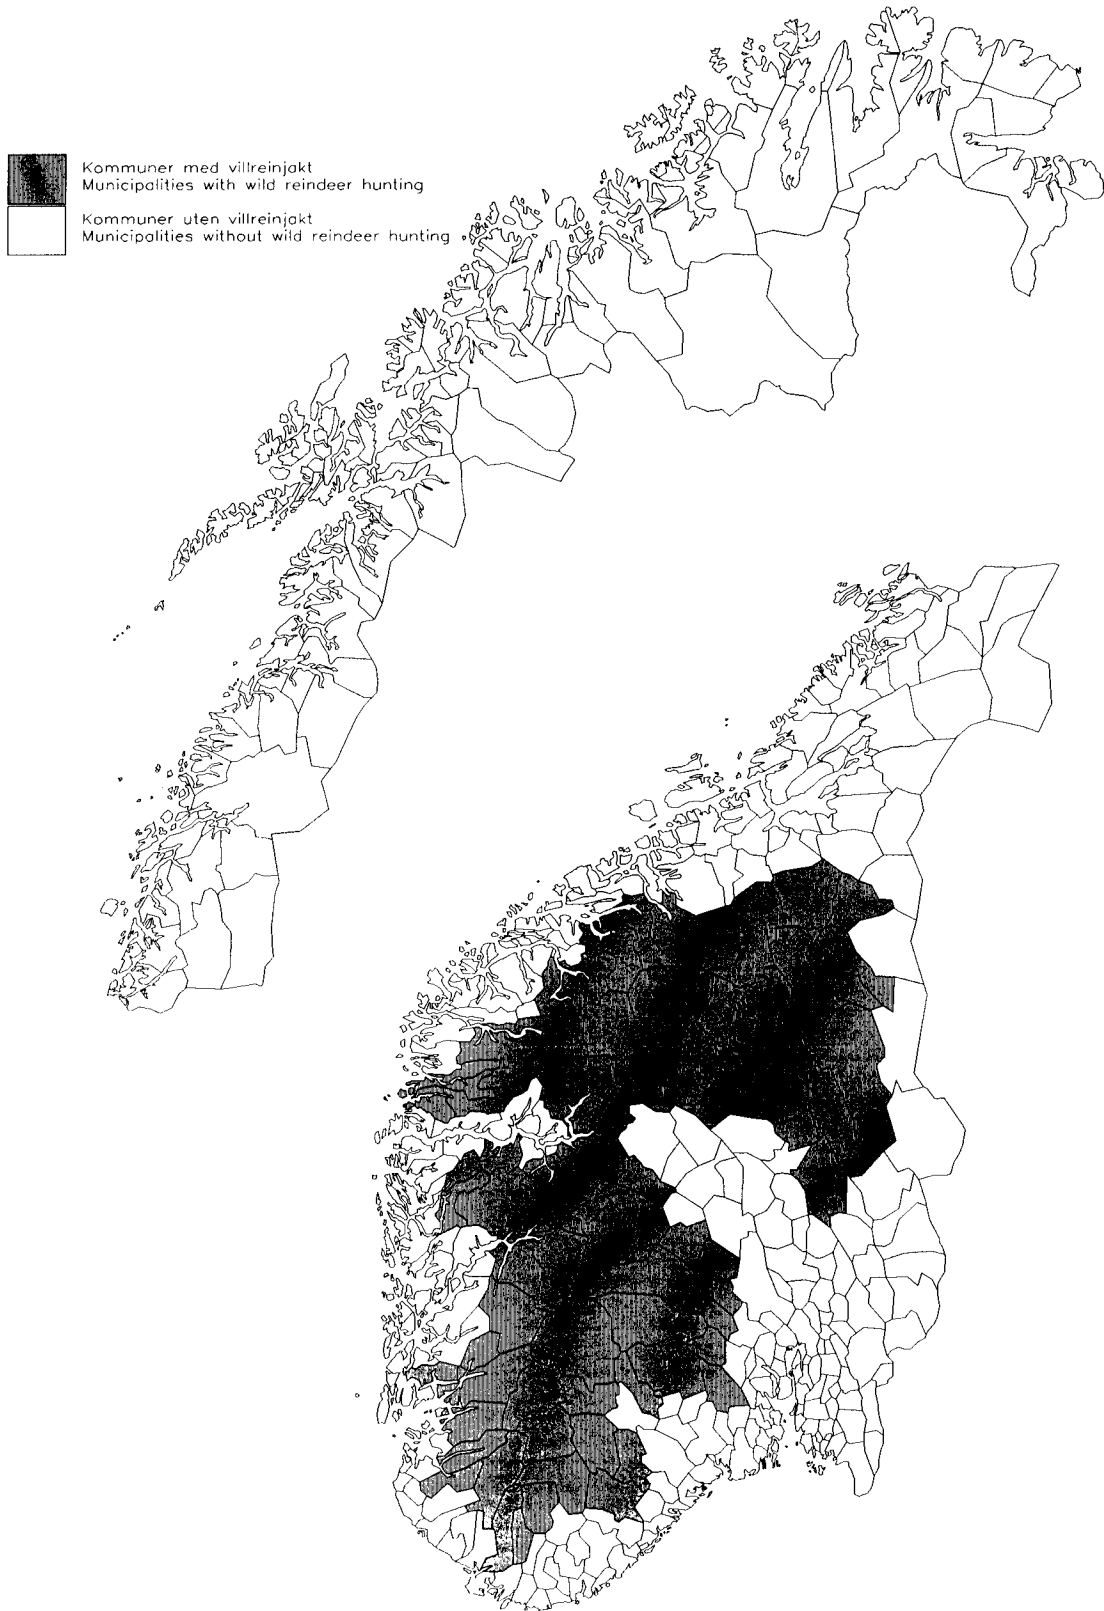 Kommuner med villreinjakt
Municipalities with wild reindeer hunting
Kommuner uten villreinjakt
Municipalities without wild reindeer hunting